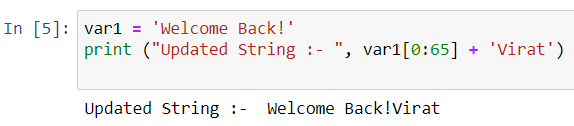 In [5]: var1 = 'Welcome Back!'
print ("Updated String :- ", var1[0:65] + 'Virat')
Updated String :-  Welcome Back!Virat